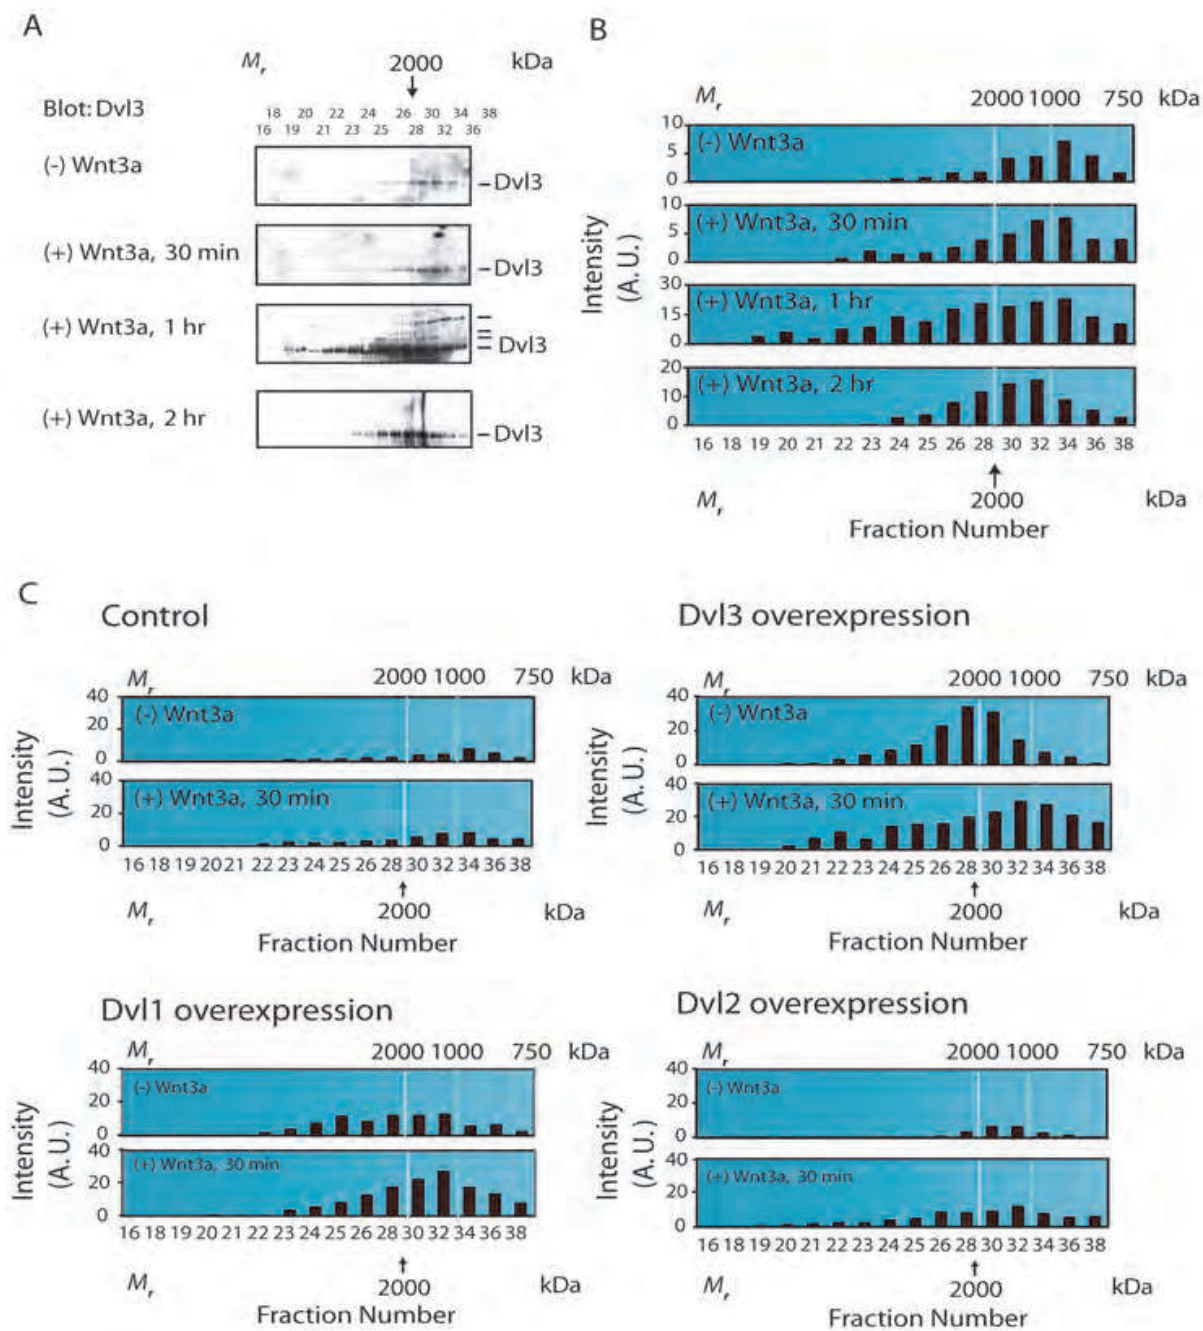 A
M r 2000 kDa
Blot: Dvl3
18 20 22 24 26 30 34 38
16 19 21 23 25 28 32 36
(-) Wnt3a
Dvl3
(+) Wnt3a, 30 min
Dvl3
(+) Wnt3a, 1 hr
Dvl3
(+) Wnt3a, 2 hr
Dvl3
B
M r 2000 1000 750 kDa
Intensity
(A. U.)
10
5
0
(-) Wnt3a
10
5
0
(+) Wnt3a, 30 min
30
15
0
(+) Wnt3a, 1 hr
20
10
0
(+) Wnt3a, 2 hr
16 18 19 20 21 22 23 24 25 26 28 30 32 34 36 38
M r 2000 kDa
Fraction Number
C
Control
M r 2000 1000 750 kDa
Intensity
(A. U.)
40
20
0
(-) Wnt3a
40
20
0
(+) Wnt3a, 30 min
16 18 19 20 21 22 23 24 25 26 28 30 32 34 36 38
M r 2000 kDa
Fraction Number
Dvl3 overexpression
M r 2000 1000 750 kDa
Intensity
(A. U.)
40
20
0
(-) Wnt3a
40
20
0
(+) Wnt3a, 30 min
16 18 19 20 21 22 23 24 25 26 28 30 32 34 36 38
M r 2000 kDa
Fraction Number
Dvl1 overexpression
M r 2000 1000 750 kDa
Intensity
(A. U.)
40
20
0
(-) Wnt3a
40
20
0
(+) Wnt3a, 30 min
16 18 19 20 21 22 23 24 25 26 28 30 32 34 36 38
M r 2000 kDa
Fraction Number
Dvl2 overexpression
M r 2000 1000 750 kDa
Intensity
(A. U.)
40
20
0
(-) Wnt3a
40
20
0
(+) Wnt3a, 30 min
16 18 19 20 21 22 23 24 25 26 28 30 32 34 36 38
M r 2000 kDa
Fraction Number